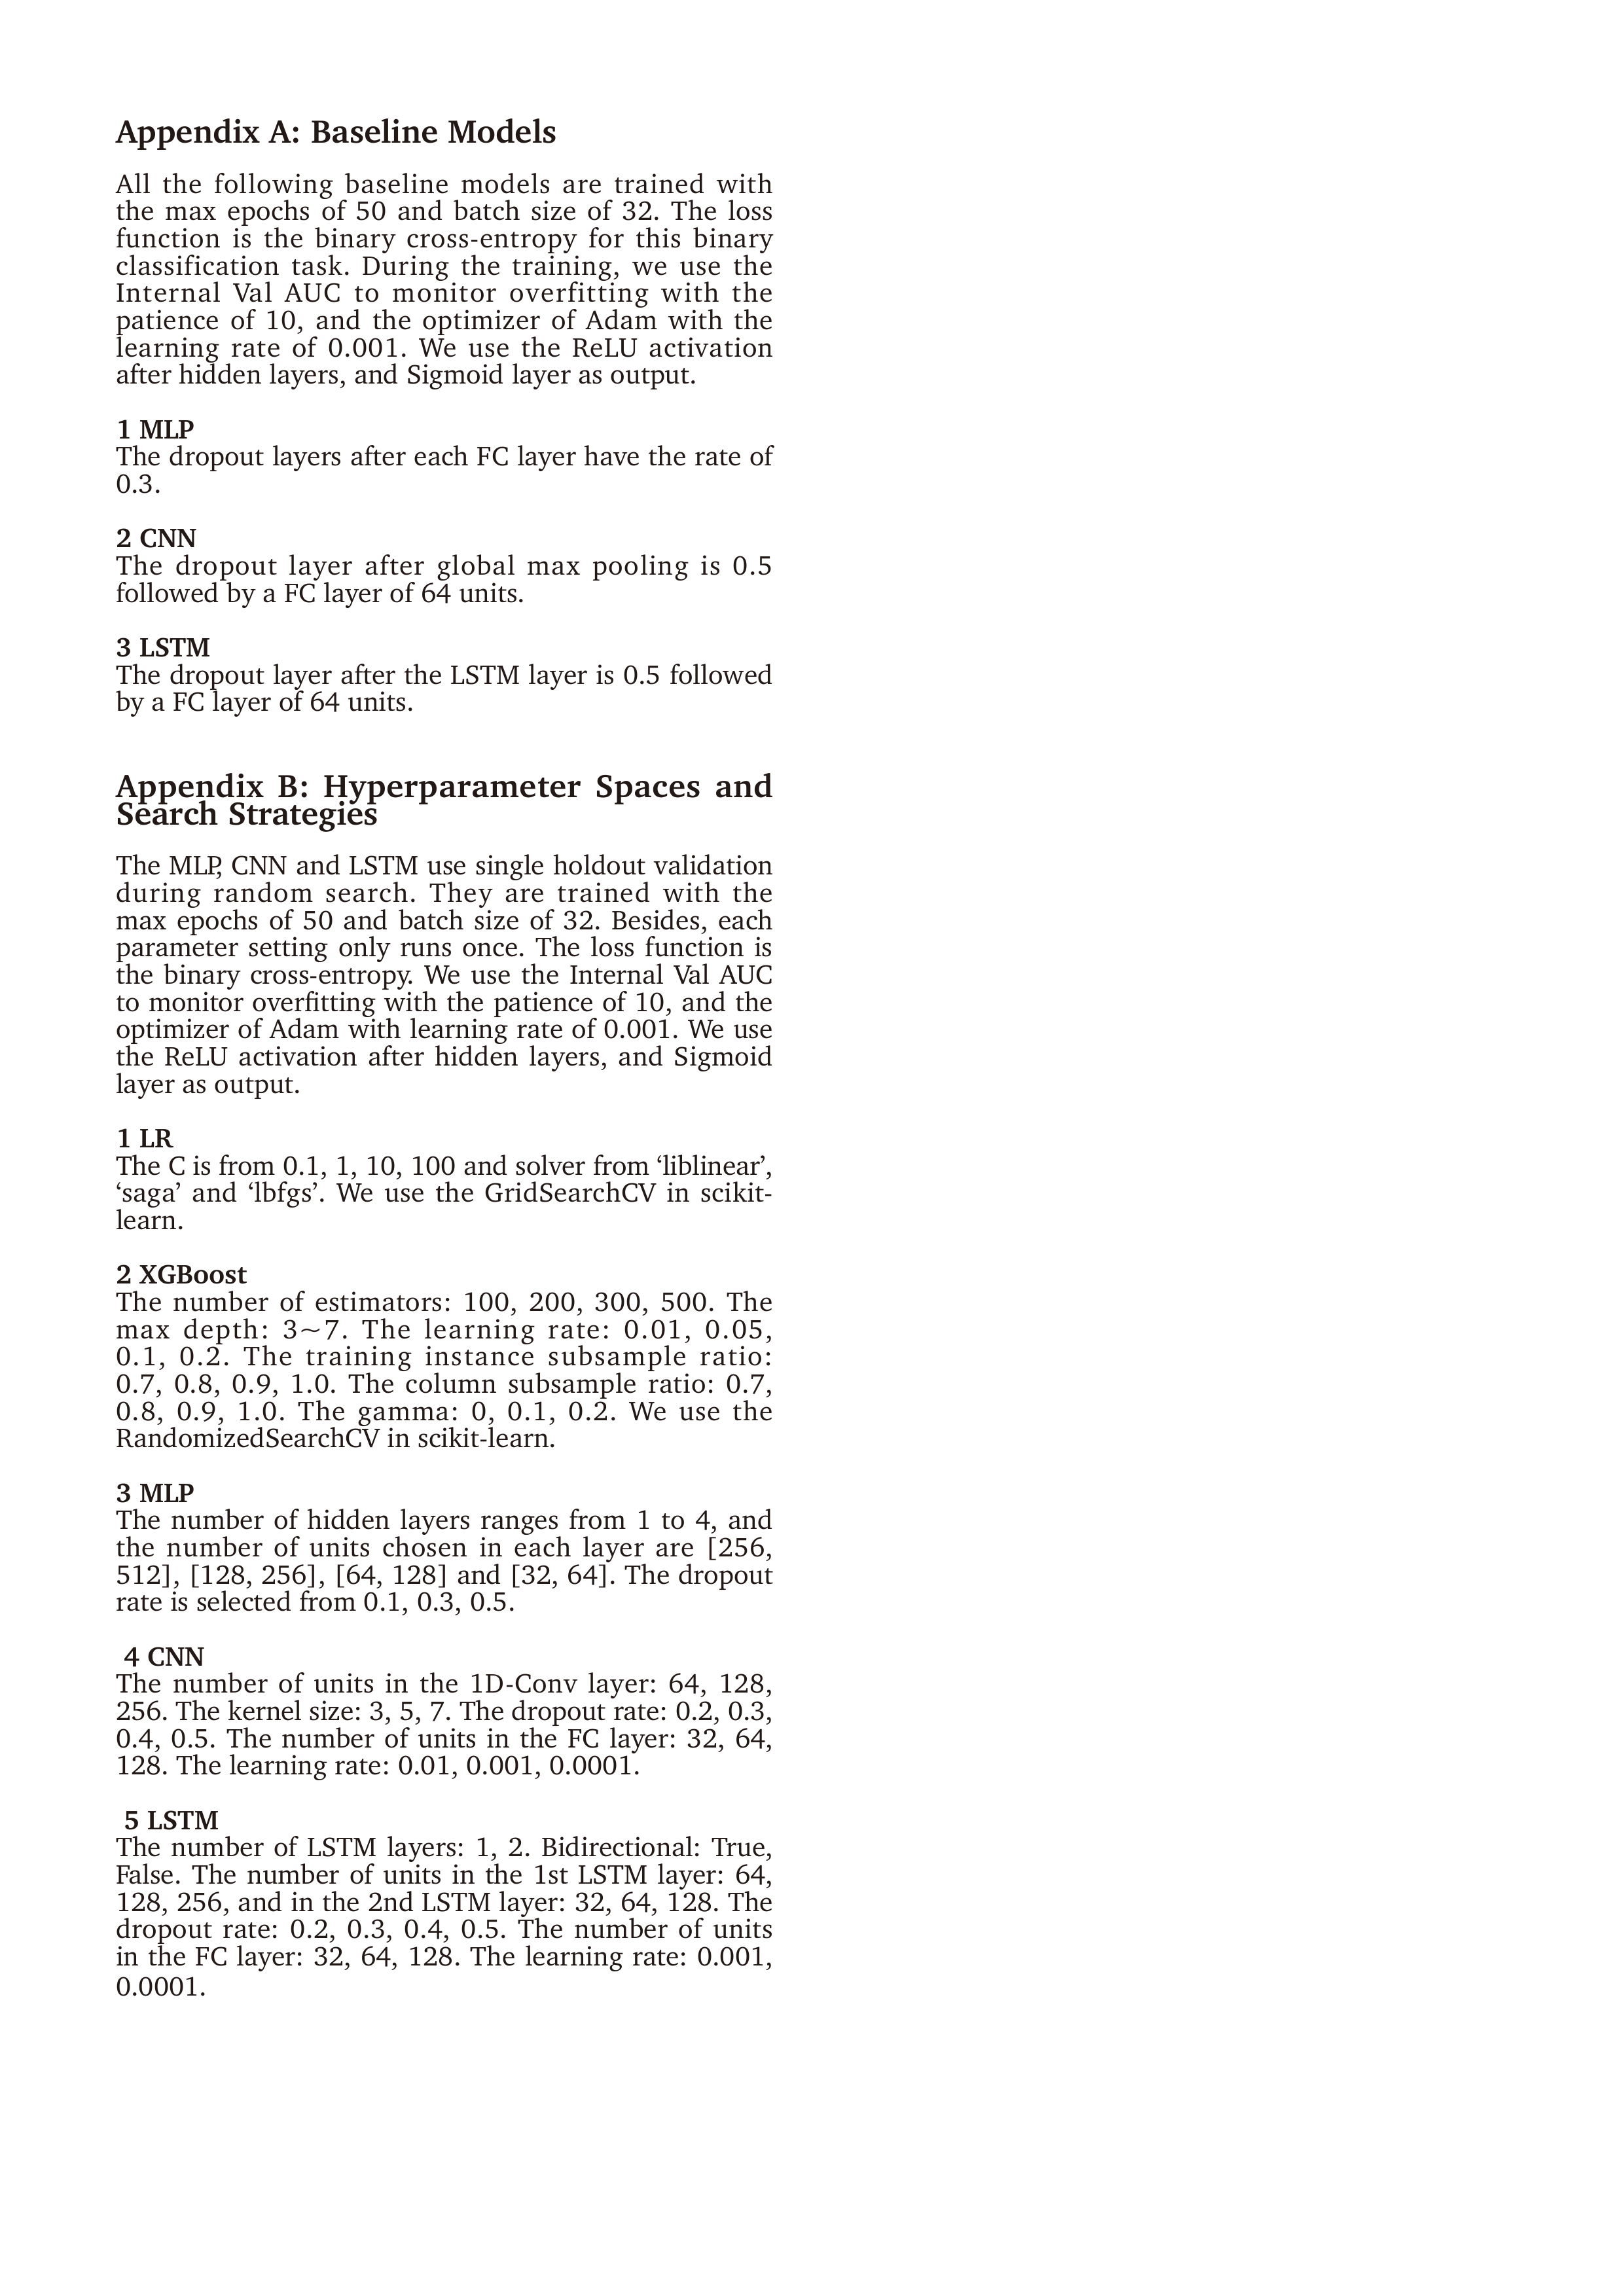 Appendix A: Baseline Models
All the following baseline models are trained with
the max epochs of 50 and batch size of 32. The loss
function is the binary cross-entropy for this binary
classification task. During the training, we use the
Internal Val AUC to monitor overfitting with the
patience of 10, and the optimizer of Adam with the
learning rate of 0.001. We use the ReLU activation
after hidden layers, and Sigmoid layer as output.
1 MLP
The dropout layers after each FC layer have the rate of
0.3.
2 CNN
The dropout layer after global max pooling is 0.5
followed by a FC layer of 64 units.
3 LSTM
The dropout layer after the LSTM layer is 0.5 followed
by a FC layer of 64 units.
Appendix B: Hyperparameter Spaces and
Search Strategies
The MLP, CNN and LSTM use single holdout validation
during random search. They are trained with the
max epochs of 50 and batch size of 32. Besides, each
parameter setting only runs once. The loss function is
the binary cross-entropy. We use the Internal Val AUC
to monitor overfitting with the patience of 10, and the
optimizer of Adam with learning rate of 0.001. We use
the ReLU activation after hidden layers, and Sigmoid
layer as output.
1 LR
The C is from 0.1, 1, 10, 100 and solver from ‘liblinear’,
‘saga’ and ‘lbfgs’. We use the GridSearchCV in scikit-
learn.
2 XGBoost
The number of estimators: 100, 200, 300, 500. The
max depth: 3~7. The learning rate: 0.01, 0.05,
0.1, 0.2. The training instance subsample ratio:
0.7, 0.8, 0.9, 1.0. The column subsample ratio: 0.7,
0.8, 0.9, 1.0. The gamma: 0, 0.1, 0.2. We use the
RandomizedSearchCV in scikit-learn.
3 MLP
The number of hidden layers ranges from 1 to 4, and
the number of units chosen in each layer are [256,
512], [128, 256], [64, 128] and [32, 64]. The dropout
rate is selected from 0.1, 0.3, 0.5.
4 CNN
The number of units in the 1D-Conv layer: 64, 128,
256. The kernel size: 3, 5, 7. The dropout rate: 0.2, 0.3,
0.4, 0.5. The number of units in the FC layer: 32, 64,
128. The learning rate: 0.01, 0.001, 0.0001.
5 LSTM
The number of LSTM layers: 1, 2. Bidirectional: True,
False. The number of units in the 1st LSTM layer: 64,
128, 256, and in the 2nd LSTM layer: 32, 64, 128. The
dropout rate: 0.2, 0.3, 0.4, 0.5. The number of units
in the FC layer: 32, 64, 128. The learning rate: 0.001,
0.0001.